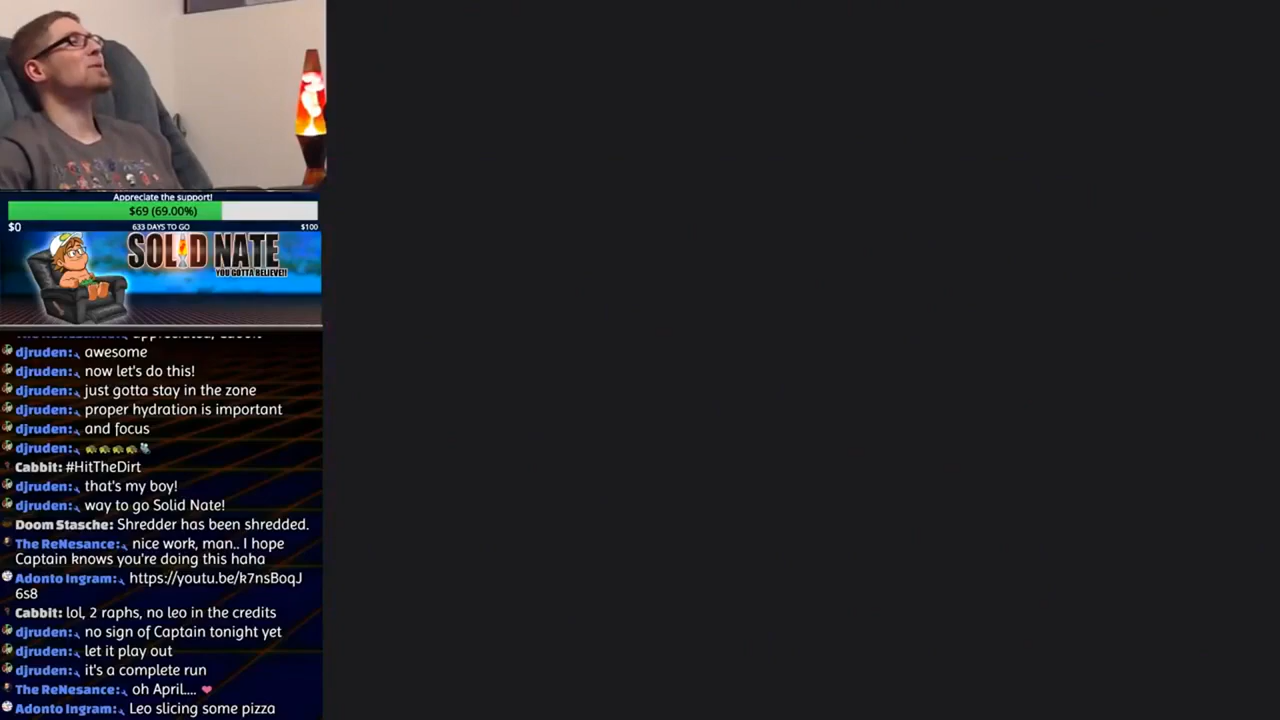 Appreciate the support!
$69 (69.00%)
$0 633 DAYS TO GO $100
SOLID NATE
YOU GOTTA BELIEVE!!
djruden: awesome
djruden: now let's do this!
djruden: just gotta stay in the zone
djruden: proper hydration is important
djruden: and focus
djruden:
Cabbit: #HitTheDirt
djruden: that's my boy!
djruden: way to go Solid Nate!
Doom Stasche: Shredder has been shredded.
The ReNesance: nice work, man.. I hope
Captain knows you're doing this haha
Adonto Ingram: https://youtu.be/k7nsBoqJ
6s8
Cabbit: lol, 2 raphs, no leo in the credits
djruden: no sign of Captain tonight yet
djruden: let it play out
djruden: it's a complete run
The ReNesance: oh April....
Adonto Ingram: Leo slicing some pizza